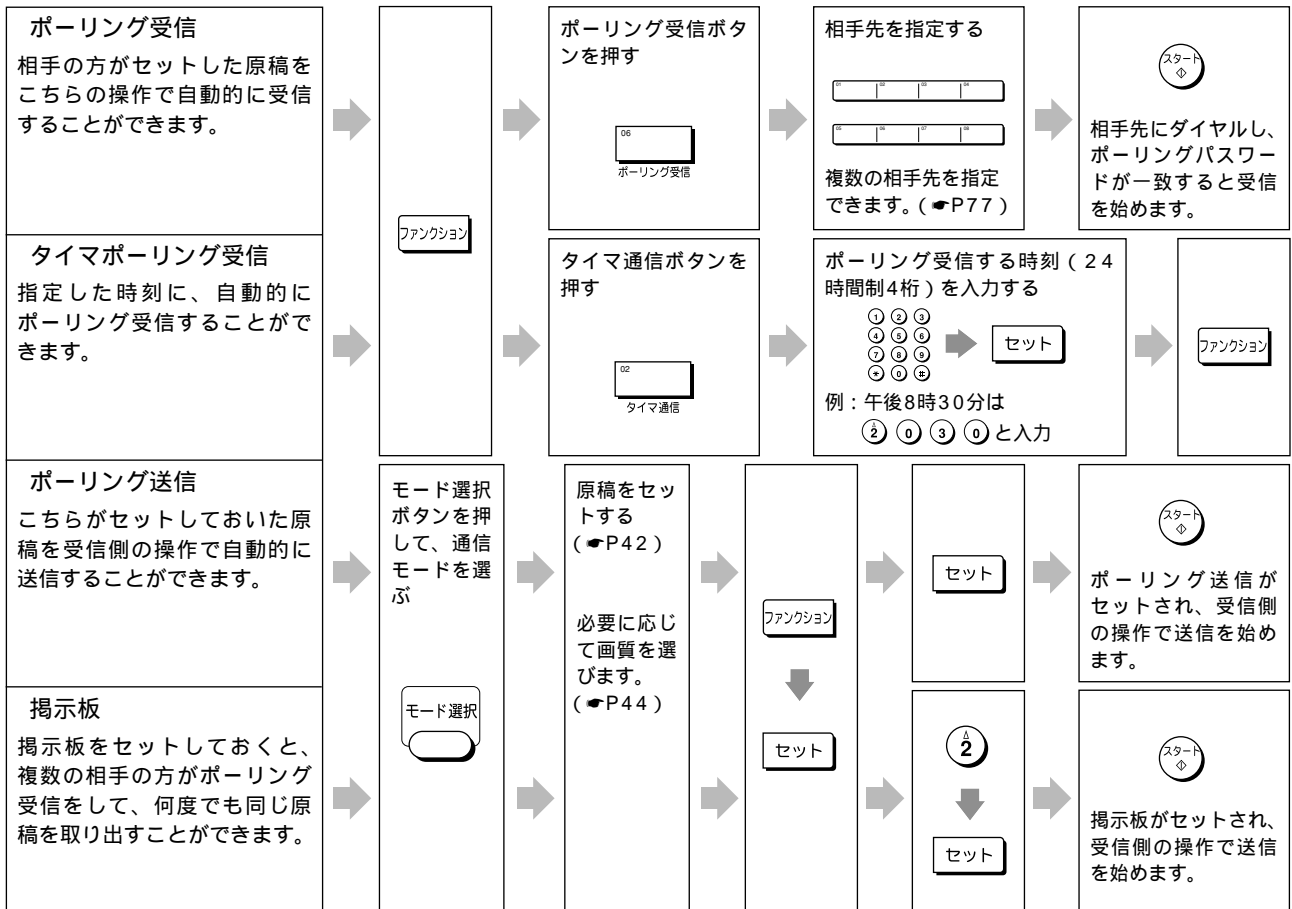 ポーリング受信
相手の方がセットした原稿を
こちらの操作で自動的に受信
することができます。
ファンクション
ポーリング受信ボタ
ンを押す
06
ポーリング受信
相手先を指定する
01 02 03 04
05 06 07 08
複数の相手先を指定
できます。(☛P77)
スタート
相手先にダイヤルし、
ポーリングパスワー
ドが一致すると受信
を始めます。
タイマポーリング受信
指定した時刻に、自動的に
ポーリング受信することがで
きます。
タイマ通信ボタンを
押す
02
タイマ通信
ポーリング受信する時刻(24
時間制4桁)を入力する
1 2 3
4 5 6
7 8 9
* 0 #
セット
例:午後8時30分は
2 0 3 0 と入力
ファンクション
ポーリング送信
こちらがセットしておいた原
稿を受信側の操作で自動的に
送信することができます。
モード選択
ボタンを押
して、通信
モードを選
ぶ
モード選択
原稿をセッ
トする
(☛P42)
必要に応じ
て画質を選
びます。
(☛P44)
ファンクション
セット
セット
スタート
ポーリング送信が
セットされ、受信側
の操作で送信を始め
ます。
掲示板
掲示板をセットしておくと、
複数の相手の方がポーリング
受信をして、何度でも同じ原
稿を取り出すことができます。
2
セット
スタート
掲示板がセットされ、
受信側の操作で送信
を始めます。